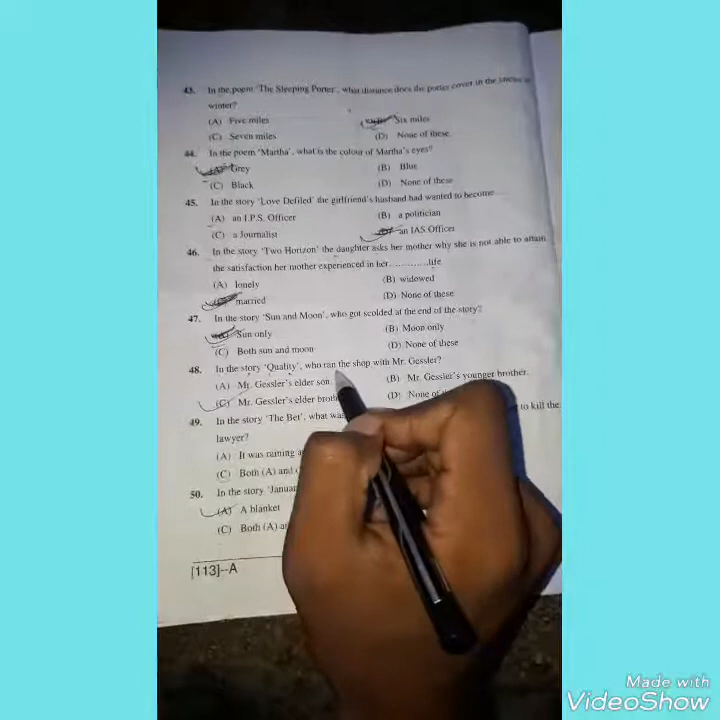 43. In the poem 'The Sleeping Porter', what distance does the porter cover in the snows in
winter?
(A) Five miles Six miles
(C) Seven miles (D) None of these.
44. In the poem 'Martha', what is the colour of Martha's eyes?
Grey (B) Blue
(C) Black (D) None of these
45. In the story 'Love Defiled' the girlfriend's husband had wanted to become
(A) an I.P.S. Officer (B) a politician
(C) a Journalist an IAS Officer
46. In the story 'Two Horizon' the daughter asks her mother why she is not able to attain
the satisfaction her mother experienced in her.............life
(A) lonely (B) widowed
married (D) None of these
47. In the story 'Sun and Moon', who got scolded at the end of the story?
Sun only (B) Moon only
(C) Both sun and moon (D) None of these
48. In the story 'Quality', who ran the shop with Mr. Gessler?
(A) Mr. Gessler's elder son (B) Mr. Gessler's younger brother.
(C) Mr. Gessler's elder (D) None
49. In the story 'The Bet', what was to kill the
lawyer?
(A) It was raining
(C) Both (A) and
50. In the story
(A) A blanket
(C) Both (A)
[113]--A
Made with
VideoShow